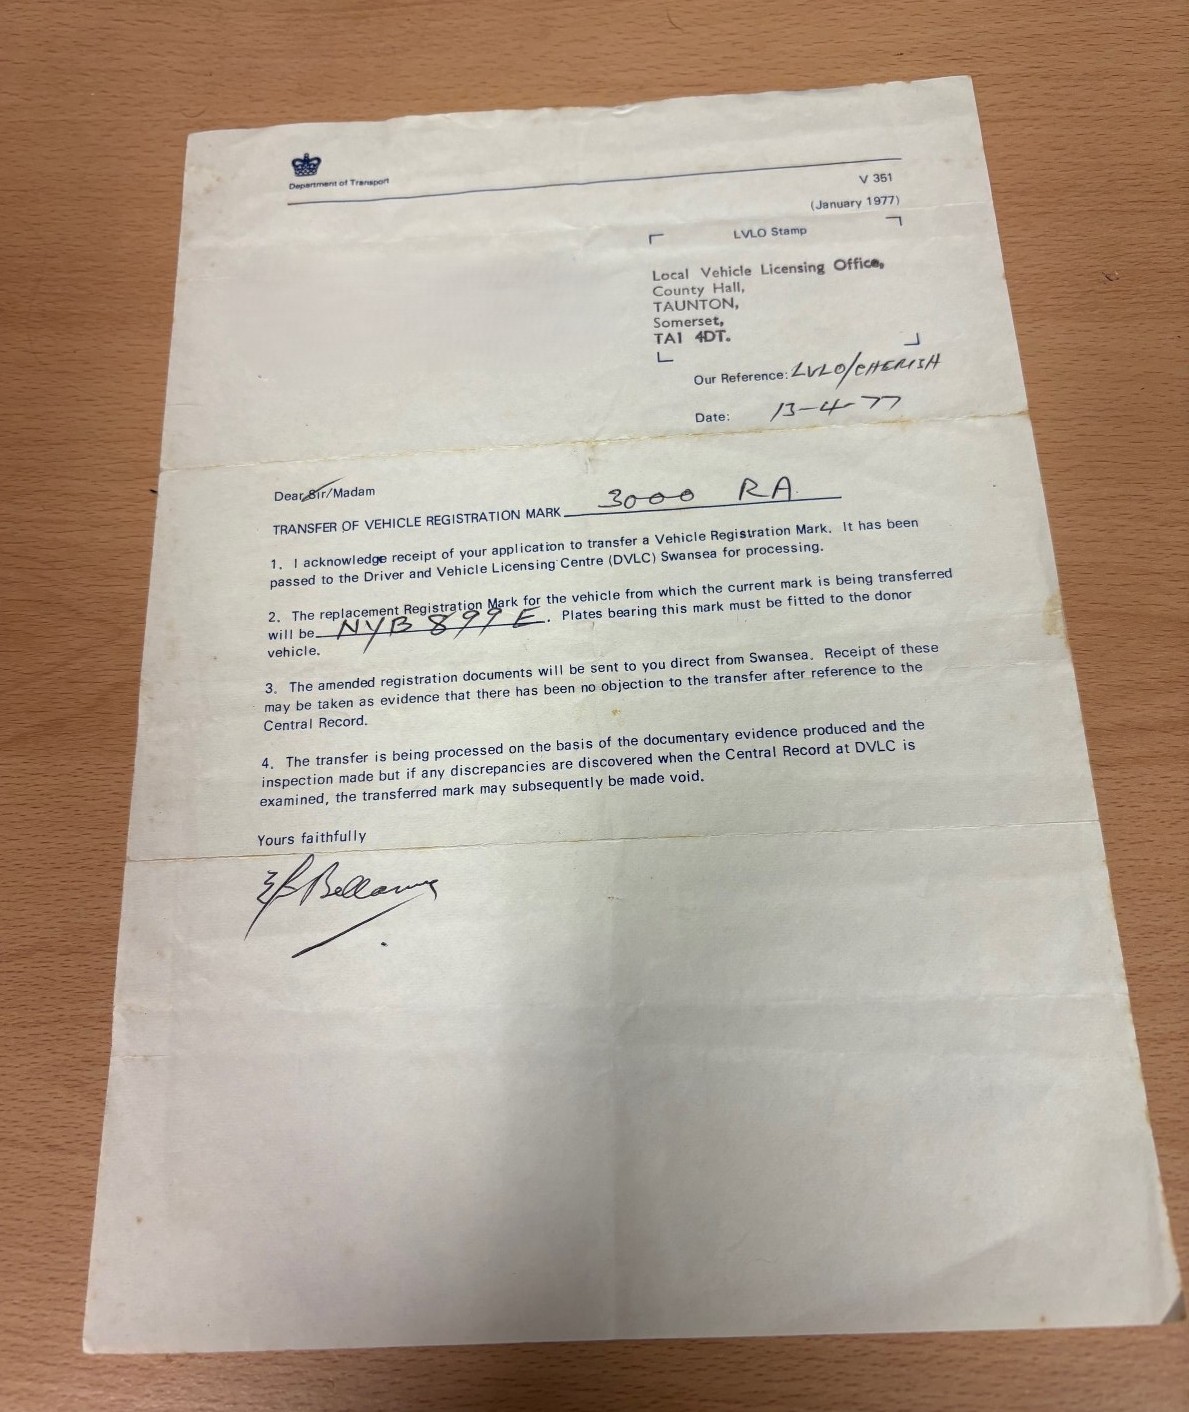 Department of Transport
V 351
(January 1977)
LVLO Stamp
Local Vehicle Licensing Office,
County Hall,
TAUNTON,
Somerset,
TA1 4DT.
Our Reference: LVLO/CHERISH
Date: 13-4-77
Dear Sir/Madam
TRANSFER OF VEHICLE REGISTRATION MARK 3000 RA.
1. I acknowledge receipt of your application to transfer a Vehicle Registration Mark. It has been
passed to the Driver and Vehicle Licensing Centre (DVLC) Swansea for processing.
2. The replacement Registration Mark for the vehicle from which the current mark is being transferred
will be NYB 899 E. Plates bearing this mark must be fitted to the donor
vehicle.
3. The amended registration documents will be sent to you direct from Swansea. Receipt of these
may be taken as evidence that there has been no objection to the transfer after reference to the
Central Record.
4. The transfer is being processed on the basis of the documentary evidence produced and the
inspection made but if any discrepancies are discovered when the Central Record at DVLC is
examined, the transferred mark may subsequently be made void.
Yours faithfully
Bellamy